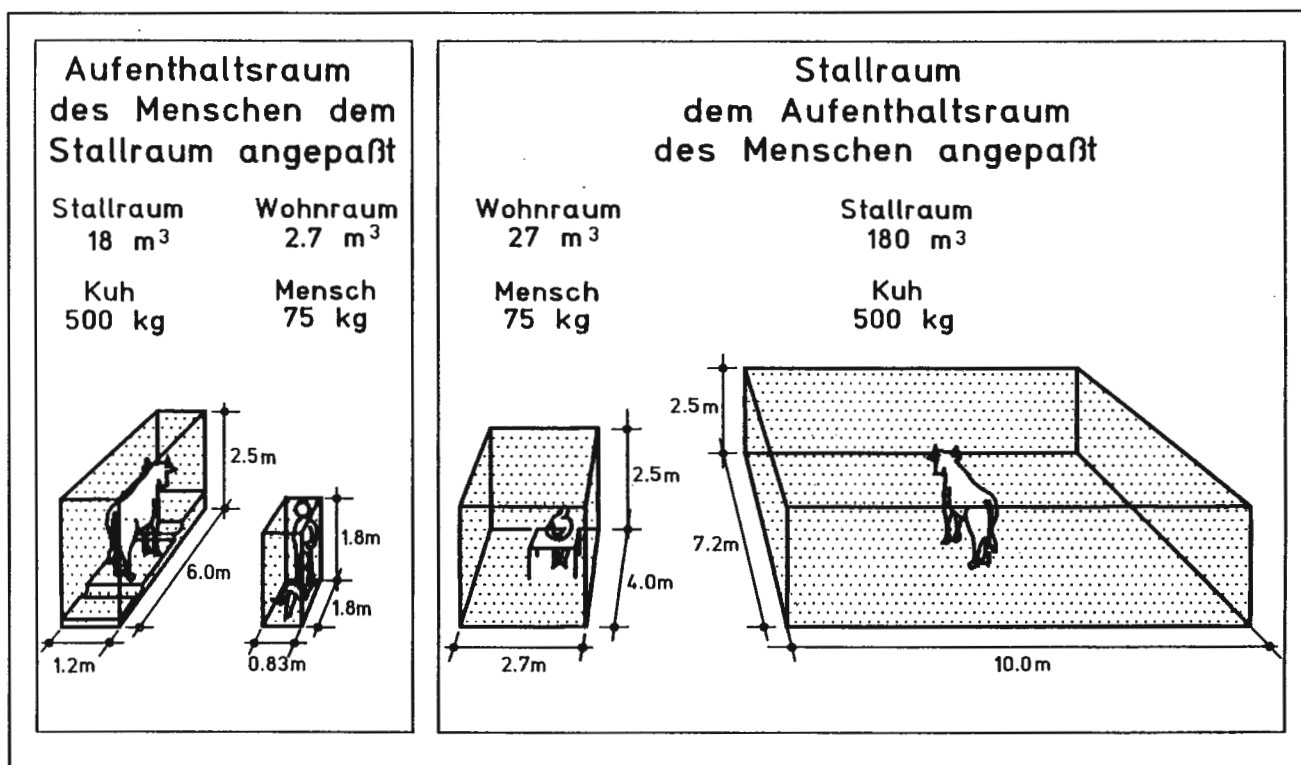 Aufenthaltsraum
des Menschen dem
Stallraum angepaßt
Stallraum
18 m³
Wohnraum
2.7 m³
Kuh
500 kg
Mensch
75 kg
2.5m
6.0m
1.2m
1.8m
1.8m
0.83m
Stallraum
dem Aufenthaltsraum
des Menschen angepaßt
Wohnraum
27 m³
Stallraum
180 m³
Mensch
75 kg
Kuh
500 kg
2.5m
4.0m
2.7m
2.5m
7.2m
10.0m